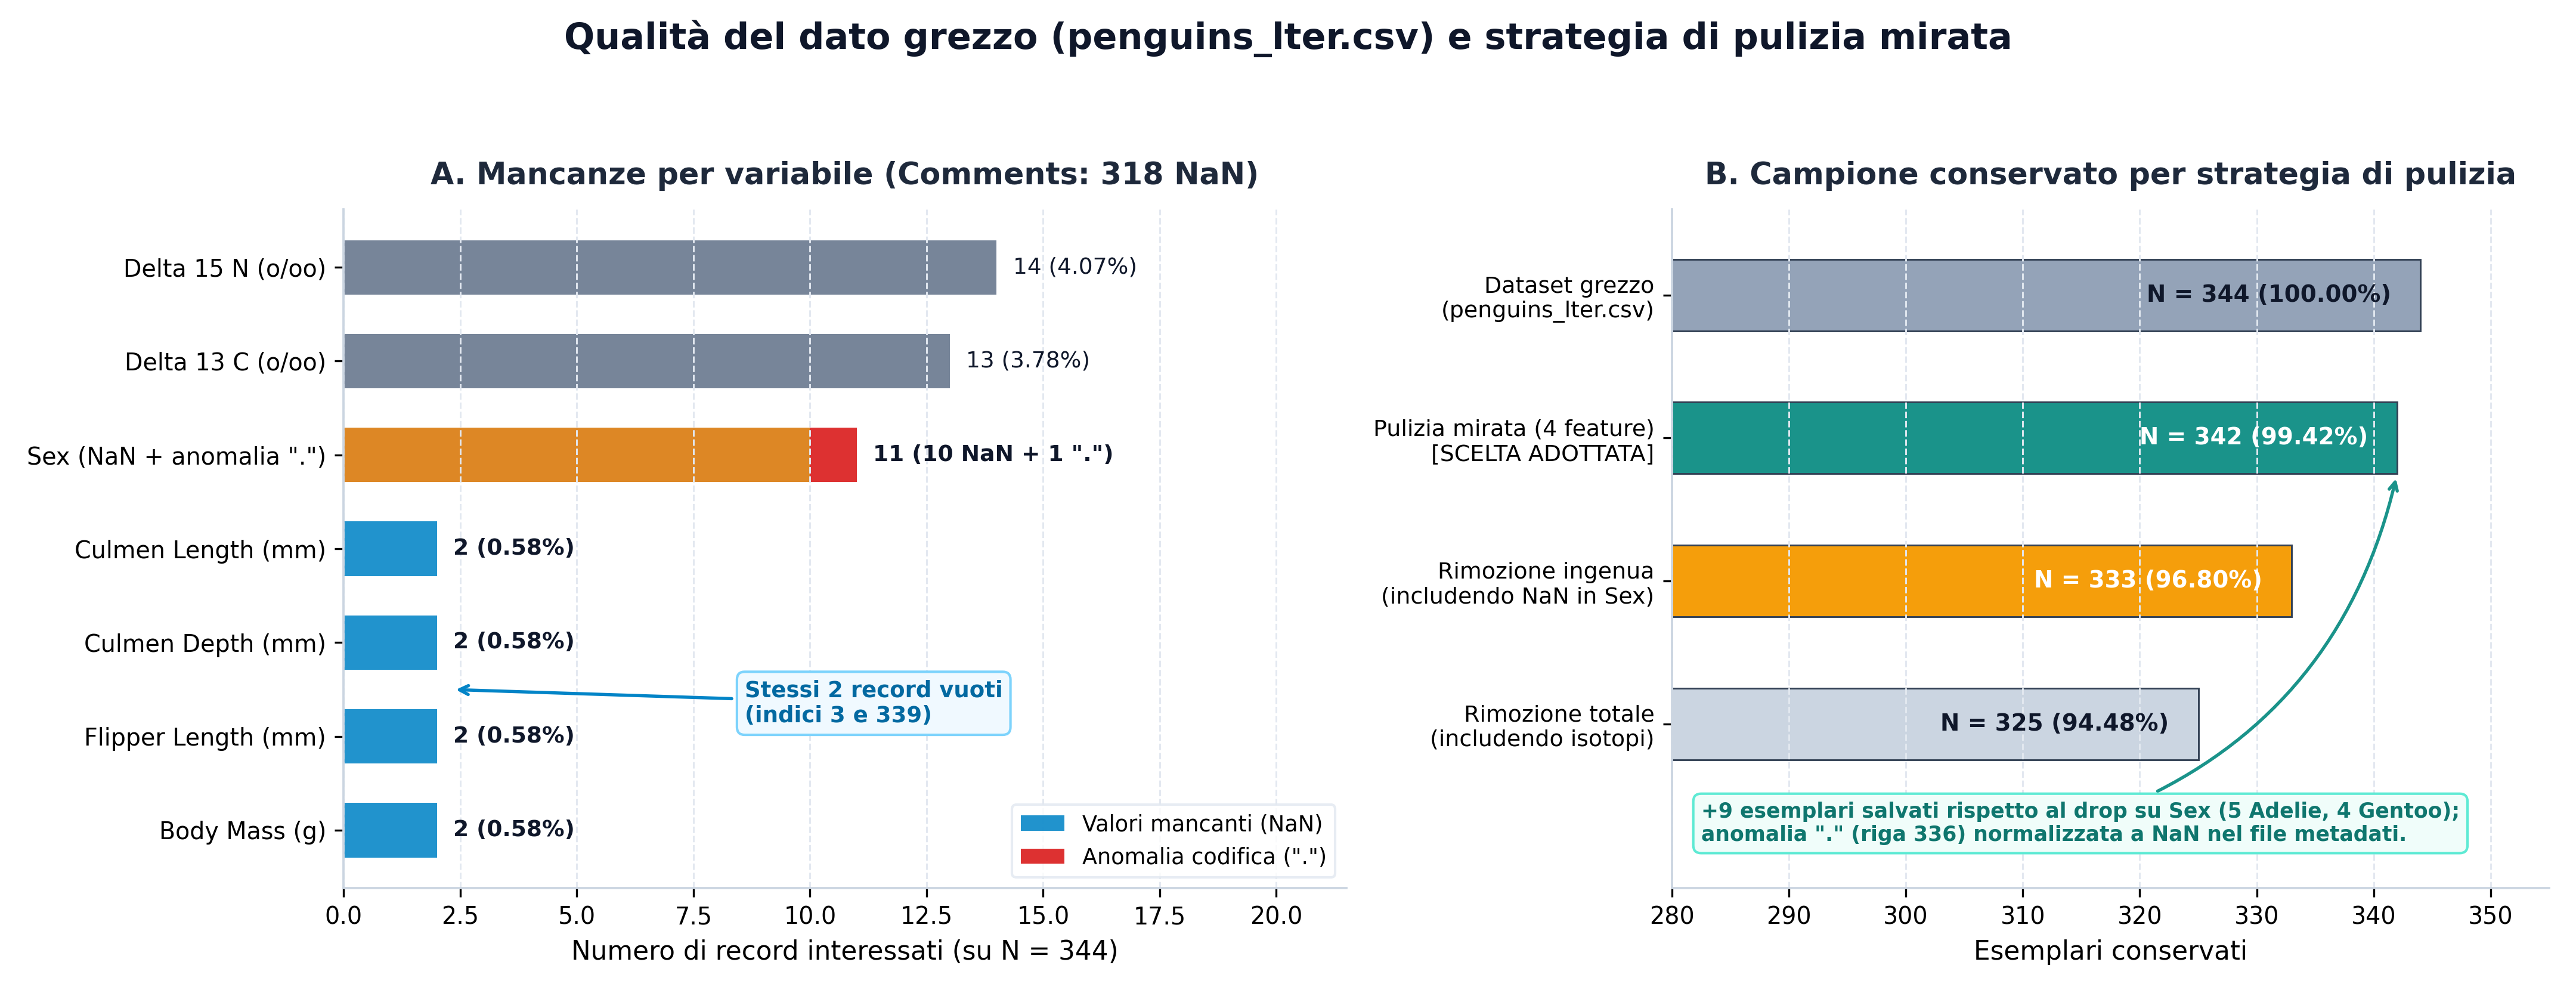 Qualità del dato grezzo (penguins_lter.csv) e strategia di pulizia mirata
A. Mancanze per variabile (Comments: 318 NaN)
Delta 15 N (o/oo)
14 (4.07%)
Delta 13 C (o/oo)
13 (3.78%)
Sex (NaN + anomalia ".")
11 (10 NaN + 1 ".")
Culmen Length (mm)
2 (0.58%)
Culmen Depth (mm)
2 (0.58%)
Stessi 2 record vuoti
(indici 3 e 339)
Flipper Length (mm)
2 (0.58%)
Body Mass (g)
2 (0.58%)
Valori mancanti (NaN)
Anomalia codifica (".")
0.0 2.5 5.0 7.5 10.0 12.5 15.0 17.5 20.0
Numero di record interessati (su N = 344)
B. Campione conservato per strategia di pulizia
Dataset grezzo
(penguins_lter.csv)
N = 344 (100.00%)
Pulizia mirata (4 feature)
[SCELTA ADOTTATA]
N = 342 (99.42%)
Rimozione ingenua
(includendo NaN in Sex)
N = 333 (96.80%)
Rimozione totale
(includendo isotopi)
N = 325 (94.48%)
+9 esemplari salvati rispetto al drop su Sex (5 Adelie, 4 Gentoo);
anomalia "." (riga 336) normalizzata a NaN nel file metadati.
280 290 300 310 320 330 340 350
Esemplari conservati